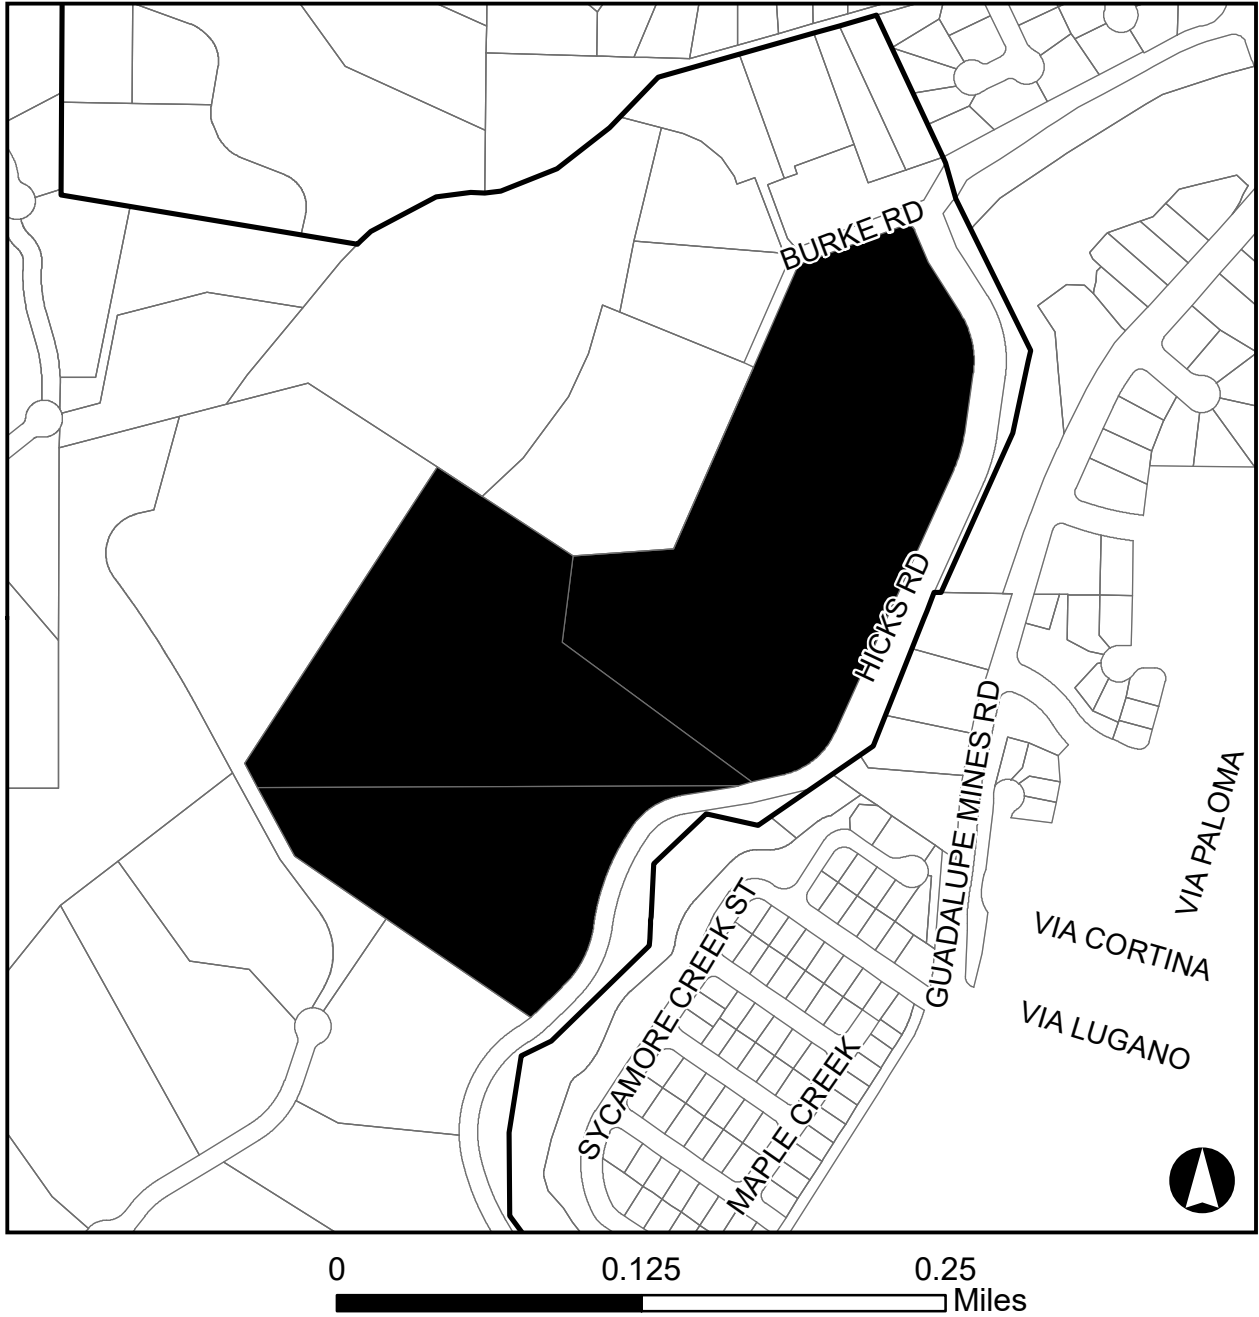 BURKE RD
HICKS RD
GUADALUPE MINES RD
VIA PALOMA
VIA CORTINA
VIA LUGANO
SYCAMORE CREEK ST
MAPLE CREEK
0 0.125 0.25
Miles